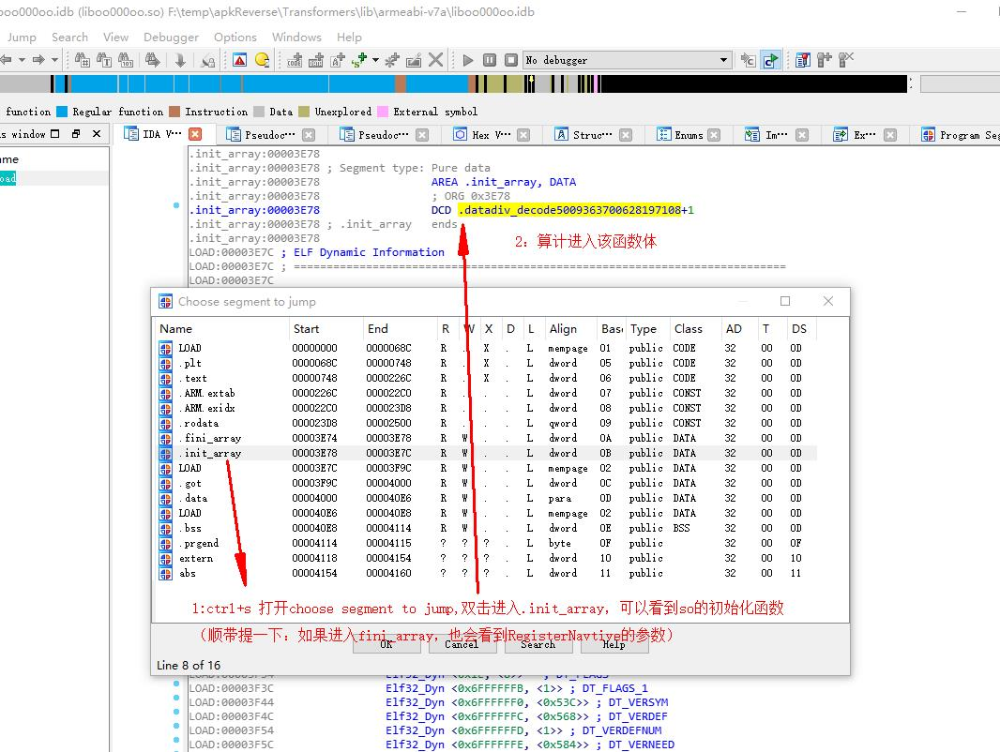 oo000oo.idb (liboo000oo.so) F:\temp\apkReverse\Transformers\lib\armeabi-v7a\liboo000oo.idb
Jump Search View Debugger Options Windows Help
No debugger
function Regular function Instruction Data Unexplored External symbol
s window IDA V··· Pseudoc··· Pseudoc··· Hex V··· Struc··· Enums Im··· Ex··· Program Seg
ame
oad
.init_array:00003E78
.init_array:00003E78 ; Segment type: Pure data
.init_array:00003E78 AREA .init_array, DATA
.init_array:00003E78 ; ORG 0x3E78
.init_array:00003E78 DCD .datadiv_decode5009363700628197108+1
.init_array:00003E78 ; .init_array ends
.init_array:00003E78
2：算计进入该函数体
LOAD:00003E7C ; ELF Dynamic Information
LOAD:00003E7C ; ===========================================================================
LOAD:00003E7C
Choose segment to jump
Name Start End R W X D L Align Base Type Class AD T DS
LOAD 00000000 0000068C R . X . L mempage 01 public CODE 32 00 0D
.plt 0000068C 00000748 R . X . L dword 05 public CODE 32 00 0D
.text 00000748 0000226C R . X . L dword 06 public CODE 32 00 0D
.ARM.extab 0000226C 000022C0 R . . . L dword 07 public CONST 32 00 0D
.ARM.exidx 000022C0 000023D8 R . . . L dword 08 public CONST 32 00 0D
.rodata 000023D8 00002500 R . . . L qword 09 public CONST 32 00 0D
.fini_array 00003E74 00003E78 R W . . L dword 0A public DATA 32 00 0D
.init_array 00003E78 00003E7C R W . . L dword 0B public DATA 32 00 0D
LOAD 00003E7C 00003F9C R W . . L mempage 02 public DATA 32 00 0D
.got 00003F9C 00004000 R W . . L dword 0C public DATA 32 00 0D
.data 00004000 000040E6 R W . . L para 0D public DATA 32 00 0D
LOAD 000040E6 000040E8 R W . . L mempage 02 public DATA 32 00 0D
.bss 000040E8 00004114 R W . . L dword 0E public BSS 32 00 0D
.prgend 00004114 00004115 ? ? ? . L byte 0F public 32 00 0F
extern 00004118 00004154 ? ? ? . L dword 10 public 32 00 10
abs 00004154 00004160 ? ? ? . L dword 11 public 32 00 11
1:ctrl+s 打开choose segment to jump,双击进入.init_array，可以看到so的初始化函数
（顺带提一下：如果进入fini_array，也会看到RegisterNavtive的参数）
OK Cancel Search Help
Line 8 of 16
LOAD:00003F34 Elf32_Dyn <0x1E, <8>> ; DT_FLAGS
LOAD:00003F3C Elf32_Dyn <0x6FFFFFFB, <1>> ; DT_FLAGS_1
LOAD:00003F44 Elf32_Dyn <0x6FFFFFF0, <0x53C>> ; DT_VERSYM
LOAD:00003F4C Elf32_Dyn <0x6FFFFFFC, <0x568>> ; DT_VERDEF
LOAD:00003F54 Elf32_Dyn <0x6FFFFFFD, <1>> ; DT_VERDEFNUM
LOAD:00003F5C Elf32_Dyn <0x6FFFFFFE, <0x584>> ; DT_VERNEED